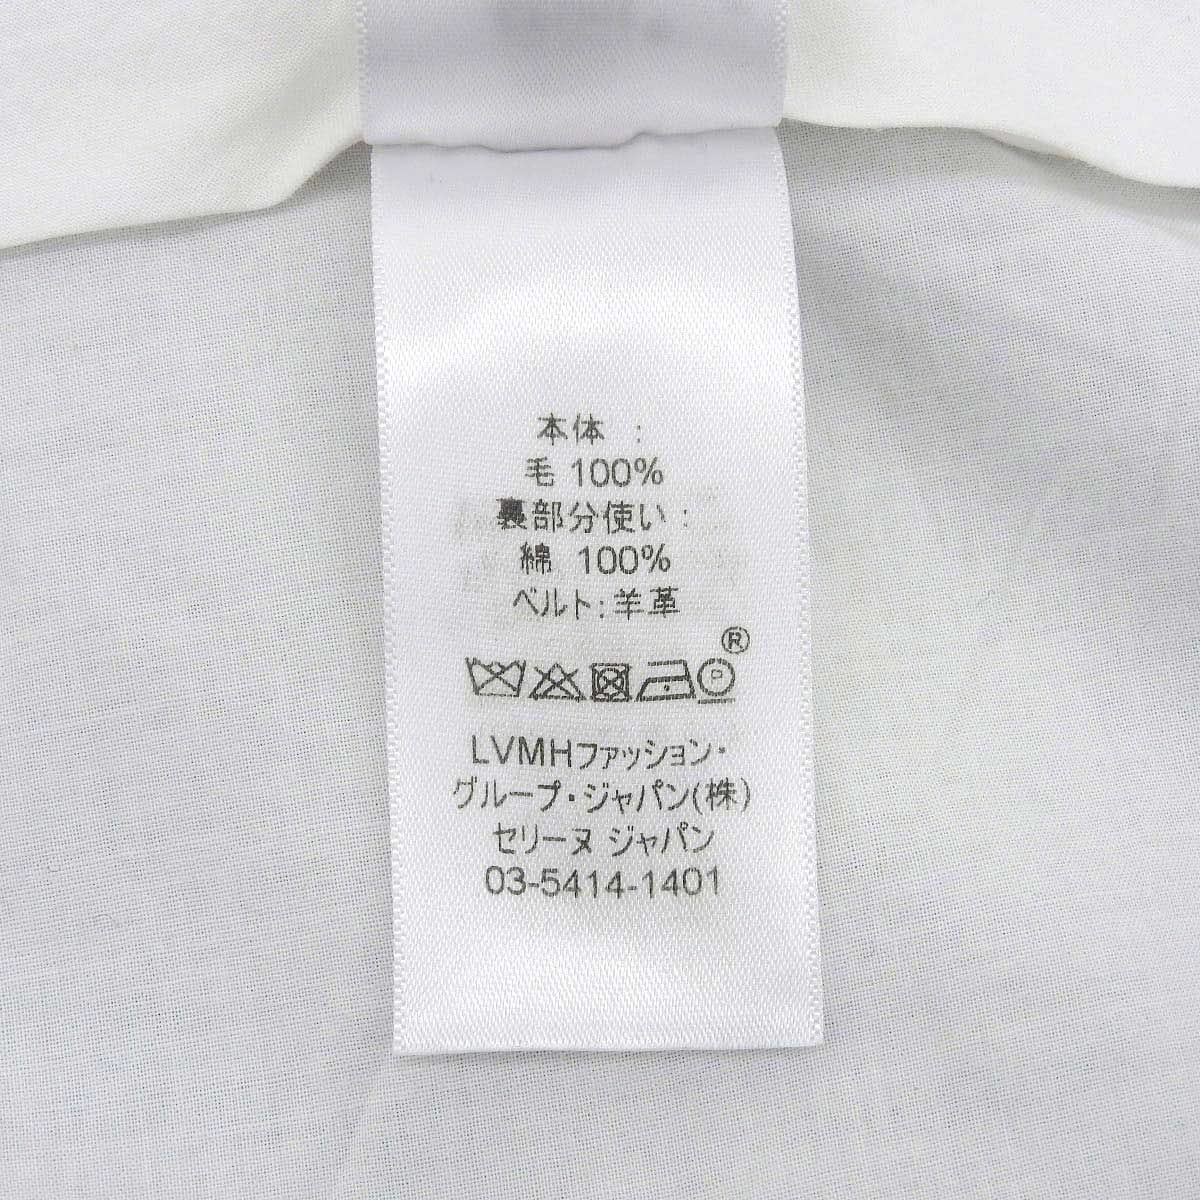 本体 :
毛 100%
裏部分使い :
綿 100%
ベルト:羊革
®
P
LVMHファッション・
グループ・ジャパン(株)
セリーヌ ジャパン
03-5414-1401